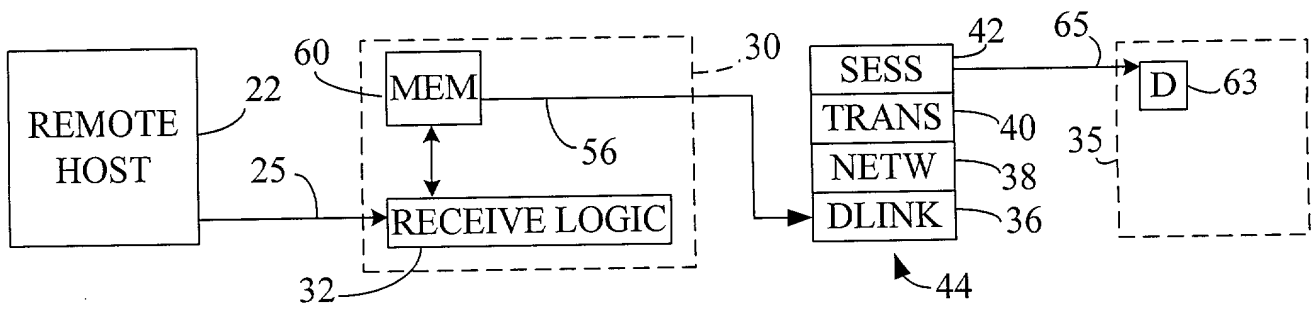 REMOTE
HOST
22
25
60
MEM
30
56
RECEIVE LOGIC
32
42
SESS
TRANS
40
NETW
38
DLINK
36
44
65
D
63
35